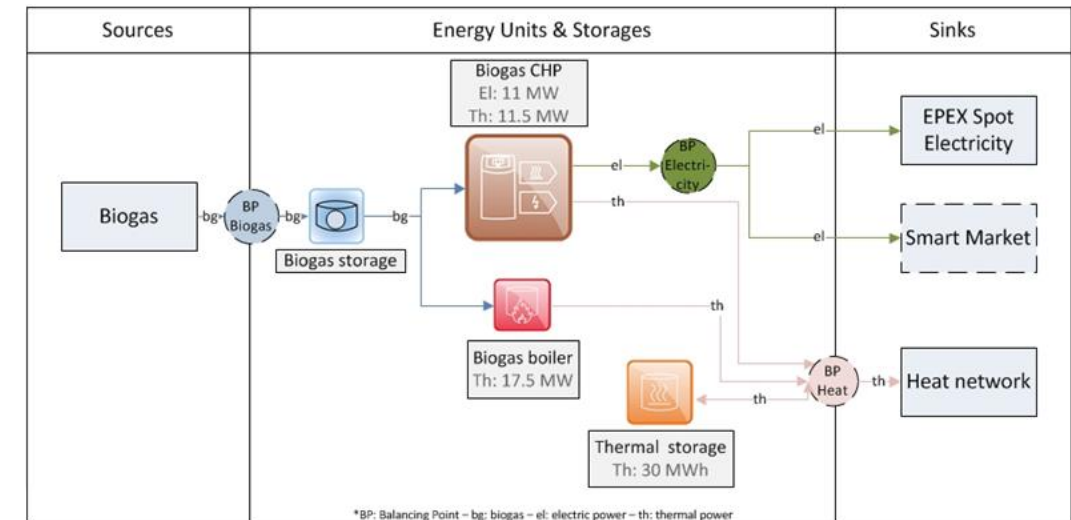 Sources
Energy Units & Storages
Sinks
Biogas CHP
El: 11 MW
Th: 11.5 MW
EPEX Spot
Electricity
el
BP
Electri-
city
el
th
Biogas
bg
BP
Biogas
bg
bg
Biogas storage
el
Smart Market
th
Biogas boiler
Th: 17.5 MW
BP
Heat
th
Heat network
th
Thermal storage
Th: 30 MWh
*BP: Balancing Point – bg: biogas – el: electric power – th: thermal power